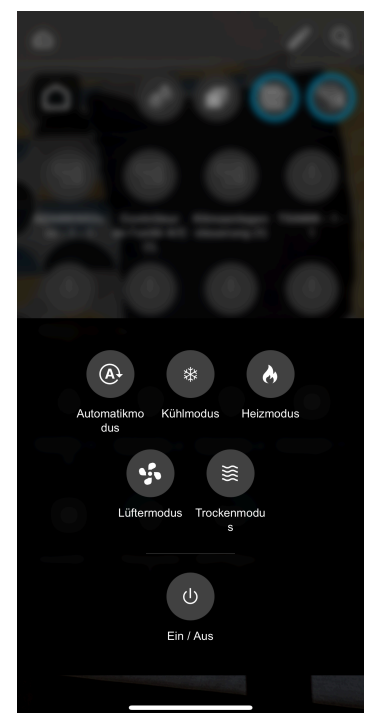 Automatikmo
dus
Kühlmodus
Heizmodus
Lüftermodus
Trockenmodu
s
Ein / Aus